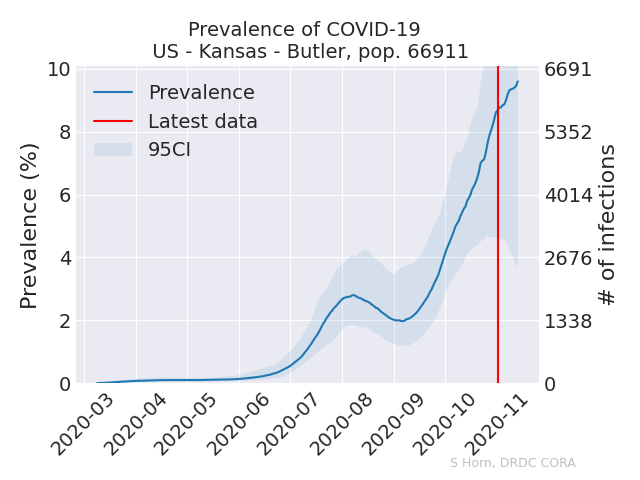 Prevalence of COVID-19
US - Kansas - Butler, pop. 66911
Prevalence (%)
10
8
6
4
2
0
Prevalence
Latest data
95CI
6691
5352
4014
2676
1338
0
# of infections
2020-03
2020-04
2020-05
2020-06
2020-07
2020-08
2020-09
2020-10
2020-11
S Horn, DRDC CORA